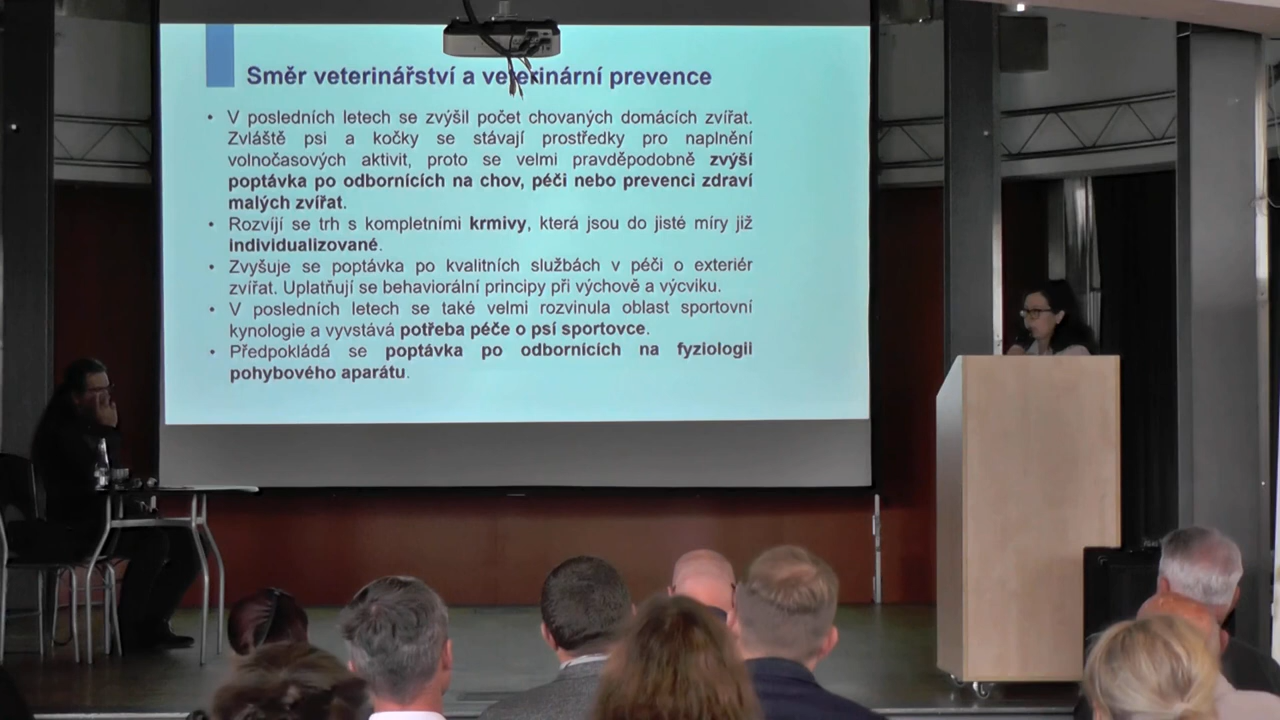 Směr veterinářství a veterinární prevence
• V posledních letech se zvýšil počet chovaných domácích zvířat.
Zvláště psi a kočky se stávají prostředky pro naplnění
volnočasových aktivit, proto se velmi pravděpodobně zvýší
poptávka po odbornících na chov, péči nebo prevenci zdraví
malých zvířat.
• Rozvíjí se trh s kompletními krmivy, která jsou do jisté míry již
individualizované.
• Zvyšuje se poptávka po kvalitních službách v péči o exteriér
zvířat. Uplatňují se behaviorální principy při výchově a výcviku.
• V posledních letech se také velmi rozvinula oblast sportovní
kynologie a vyvstává potřeba péče o psí sportovce.
• Předpokládá se poptávka po odbornících na fyziologii
pohybového aparátu.